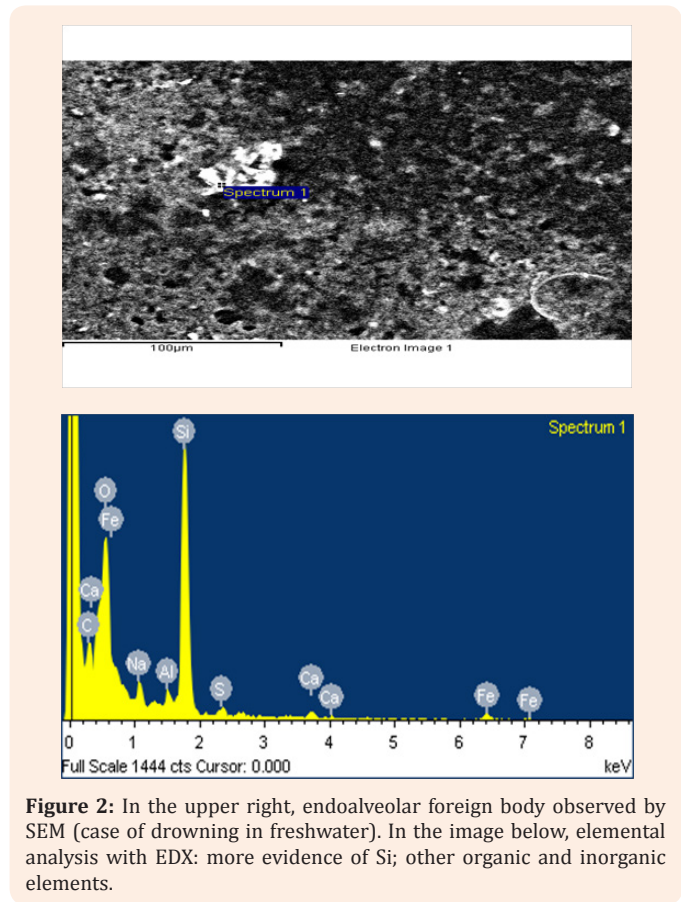 Spectrum 1
100µm
Electron Image 1
Spectrum 1
Si
O
Fe
Ca
C
Na
Al
S
Ca
Ca
Fe
Fe
0 1 2 3 4 5 6 7 8
Full Scale 1444 cts Cursor: 0.000 keV
Figure 2: In the upper right, endoalveolar foreign body observed by
SEM (case of drowning in freshwater). In the image below, elemental
analysis with EDX: more evidence of Si; other organic and inorganic
elements.